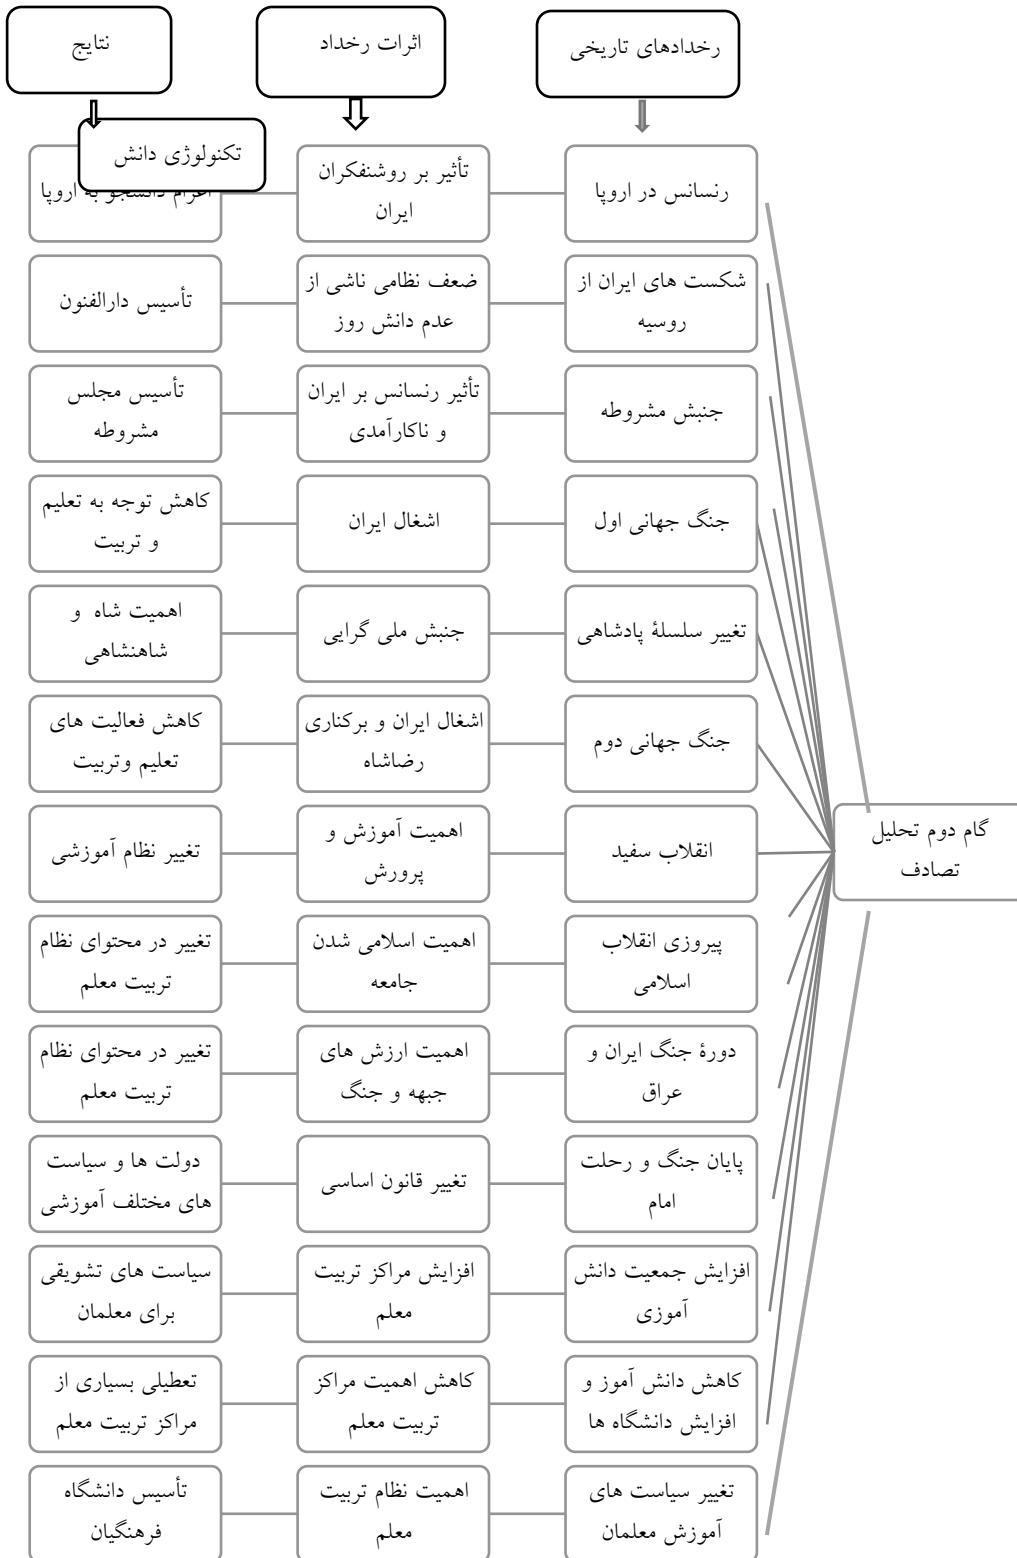 رخدادهای تاریخی
اثرات رخداد
نتایج
تکنولوژی دانش
رنسانس در اروپا
تأثیر بر روشنفکران
ایران
اعزام دانشجو به اروپا
شکست های ایران از
روسیه
ضعف نظامی ناشی از
عدم دانش روز
تأسیس دارالفنون
جنبش مشروطه
تأثیر رنسانس بر ایران
و ناکارآمدی
تأسیس مجلس
مشروطه
جنگ جهانی اول
اشغال ایران
کاهش توجه به تعلیم
و تربیت
تغییر سلسلۀ پادشاهی
جنبش ملی گرایی
اهمیت شاه و
شاهنشاهی
جنگ جهانی دوم
اشغال ایران و برکناری
رضاشاه
کاهش فعالیت های
تعلیم وتربیت
گام دوم تحلیل
تصادف
انقلاب سفید
اهمیت آموزش و
پرورش
تغییر نظام آموزشی
پیروزی انقلاب
اسلامی
اهمیت اسلامی شدن
جامعه
تغییر در محتوای نظام
تربیت معلم
دورۀ جنگ ایران و
عراق
اهمیت ارزش های
جبهه و جنگ
تغییر در محتوای نظام
تربیت معلم
پایان جنگ و رحلت
امام
تغییر قانون اساسی
دولت ها و سیاست
های مختلف آموزشی
افزایش جمعیت دانش
آموزی
افزایش مراکز تربیت
معلم
سیاست های تشویقی
برای معلمان
کاهش دانش آموز و
افزایش دانشگاه ها
کاهش اهمیت مراکز
تربیت معلم
تعطیلی بسیاری از
مراکز تربیت معلم
تغییر سیاست های
آموزش معلمان
اهمیت نظام تربیت
معلم
تأسیس دانشگاه
فرهنگیان